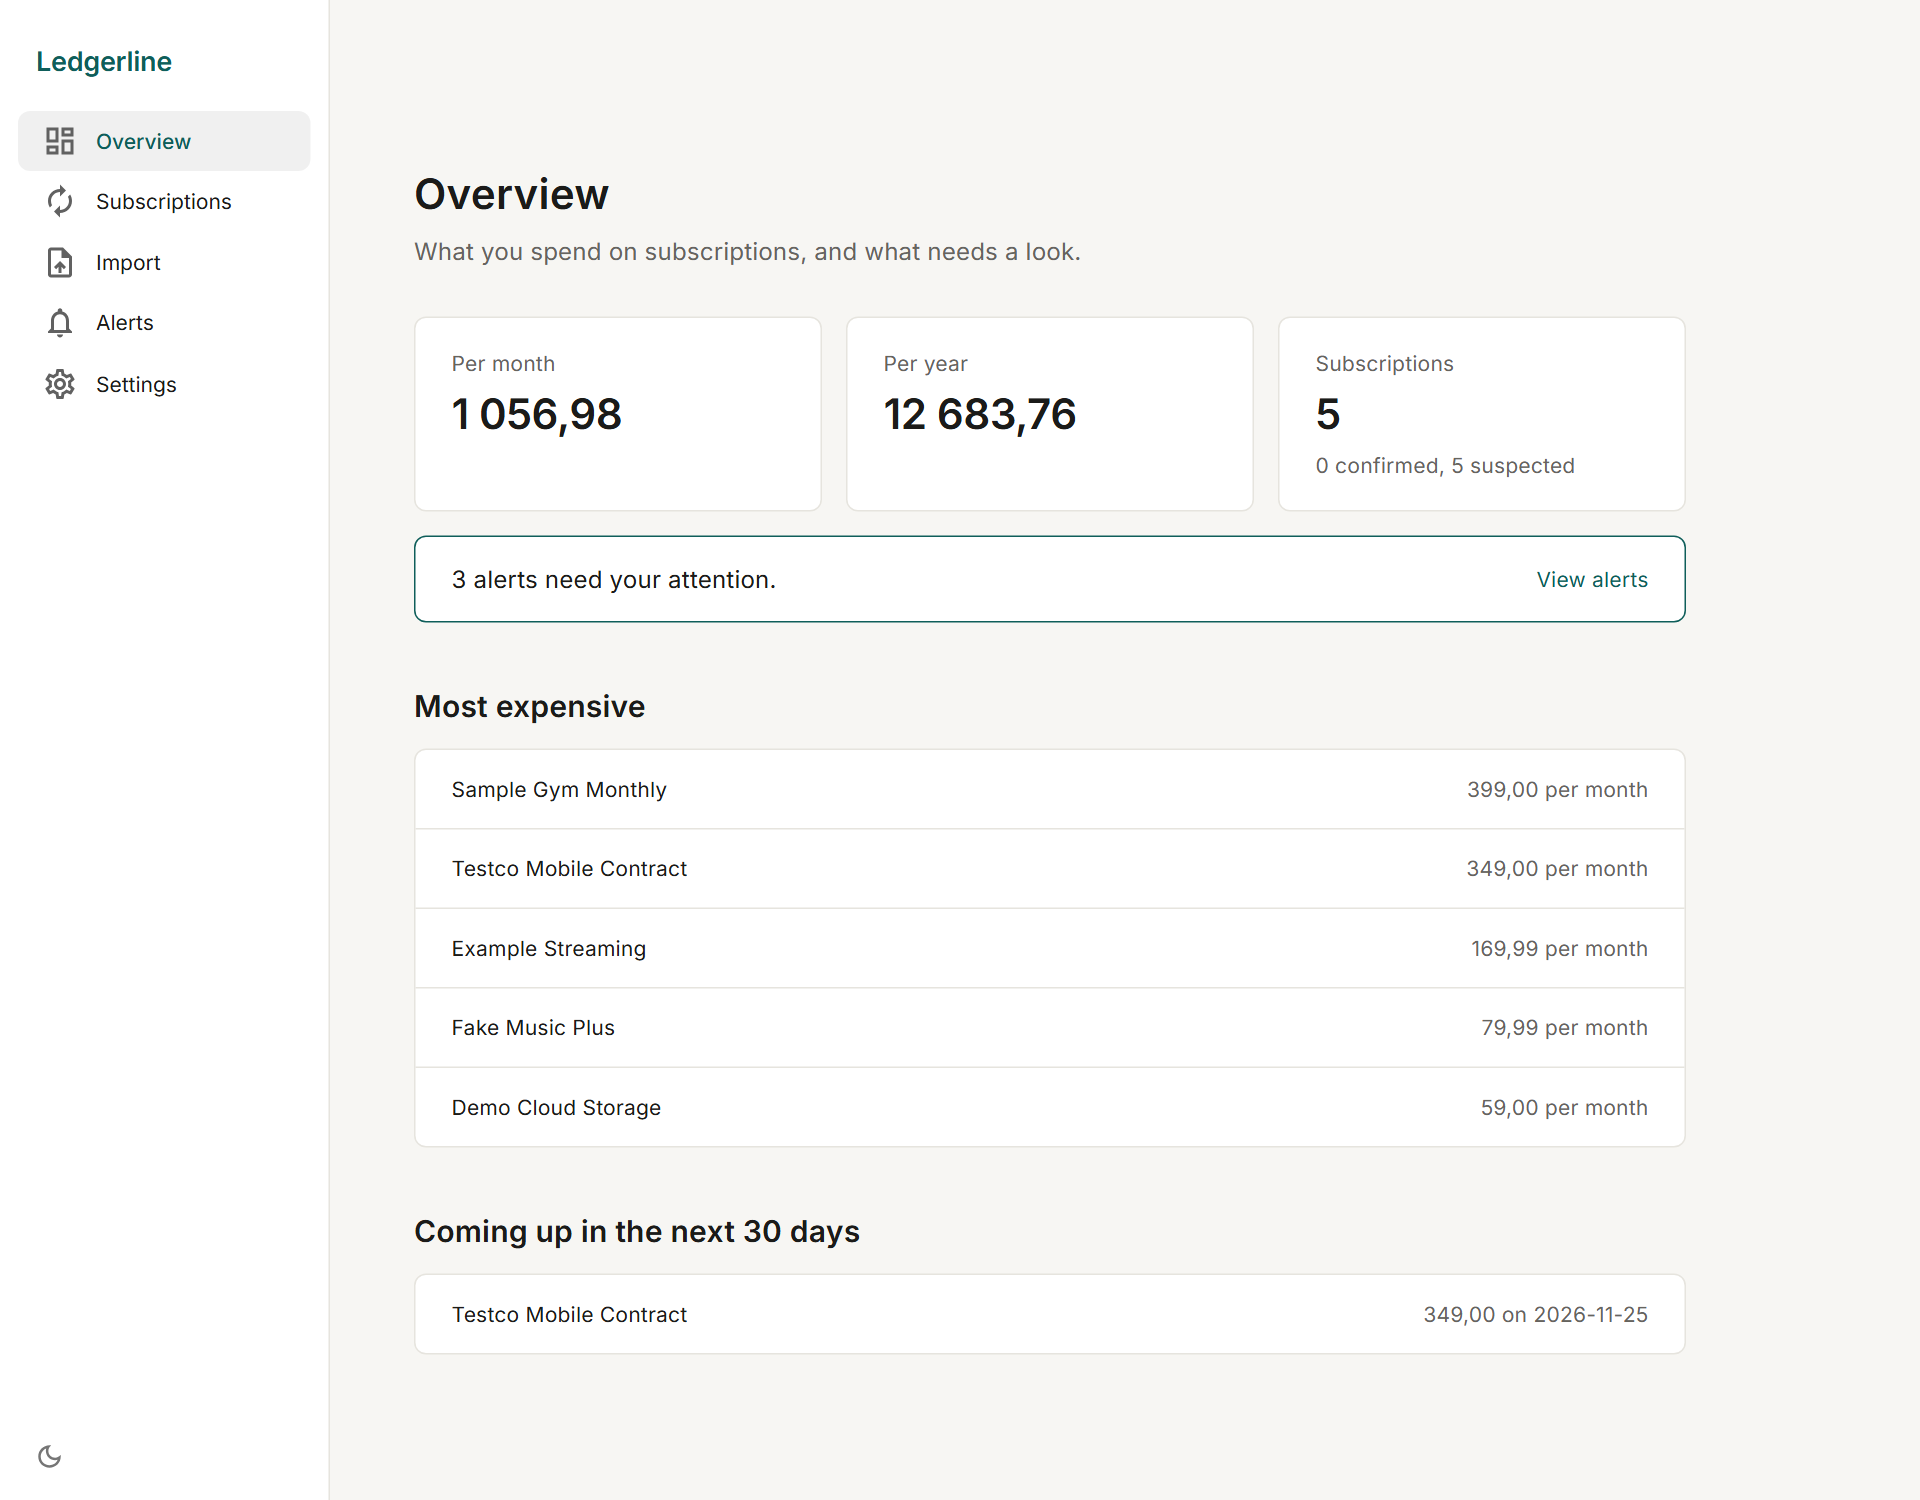 Ledgerline
Overview
Subscriptions
Import
Alerts
Settings
Overview
What you spend on subscriptions, and what needs a look.
Per month
1 056,98
Per year
12 683,76
Subscriptions
5
0 confirmed, 5 suspected
3 alerts need your attention.
View alerts
Most expensive
Sample Gym Monthly
399,00 per month
Testco Mobile Contract
349,00 per month
Example Streaming
169,99 per month
Fake Music Plus
79,99 per month
Demo Cloud Storage
59,00 per month
Coming up in the next 30 days
Testco Mobile Contract
349,00 on 2026-11-25